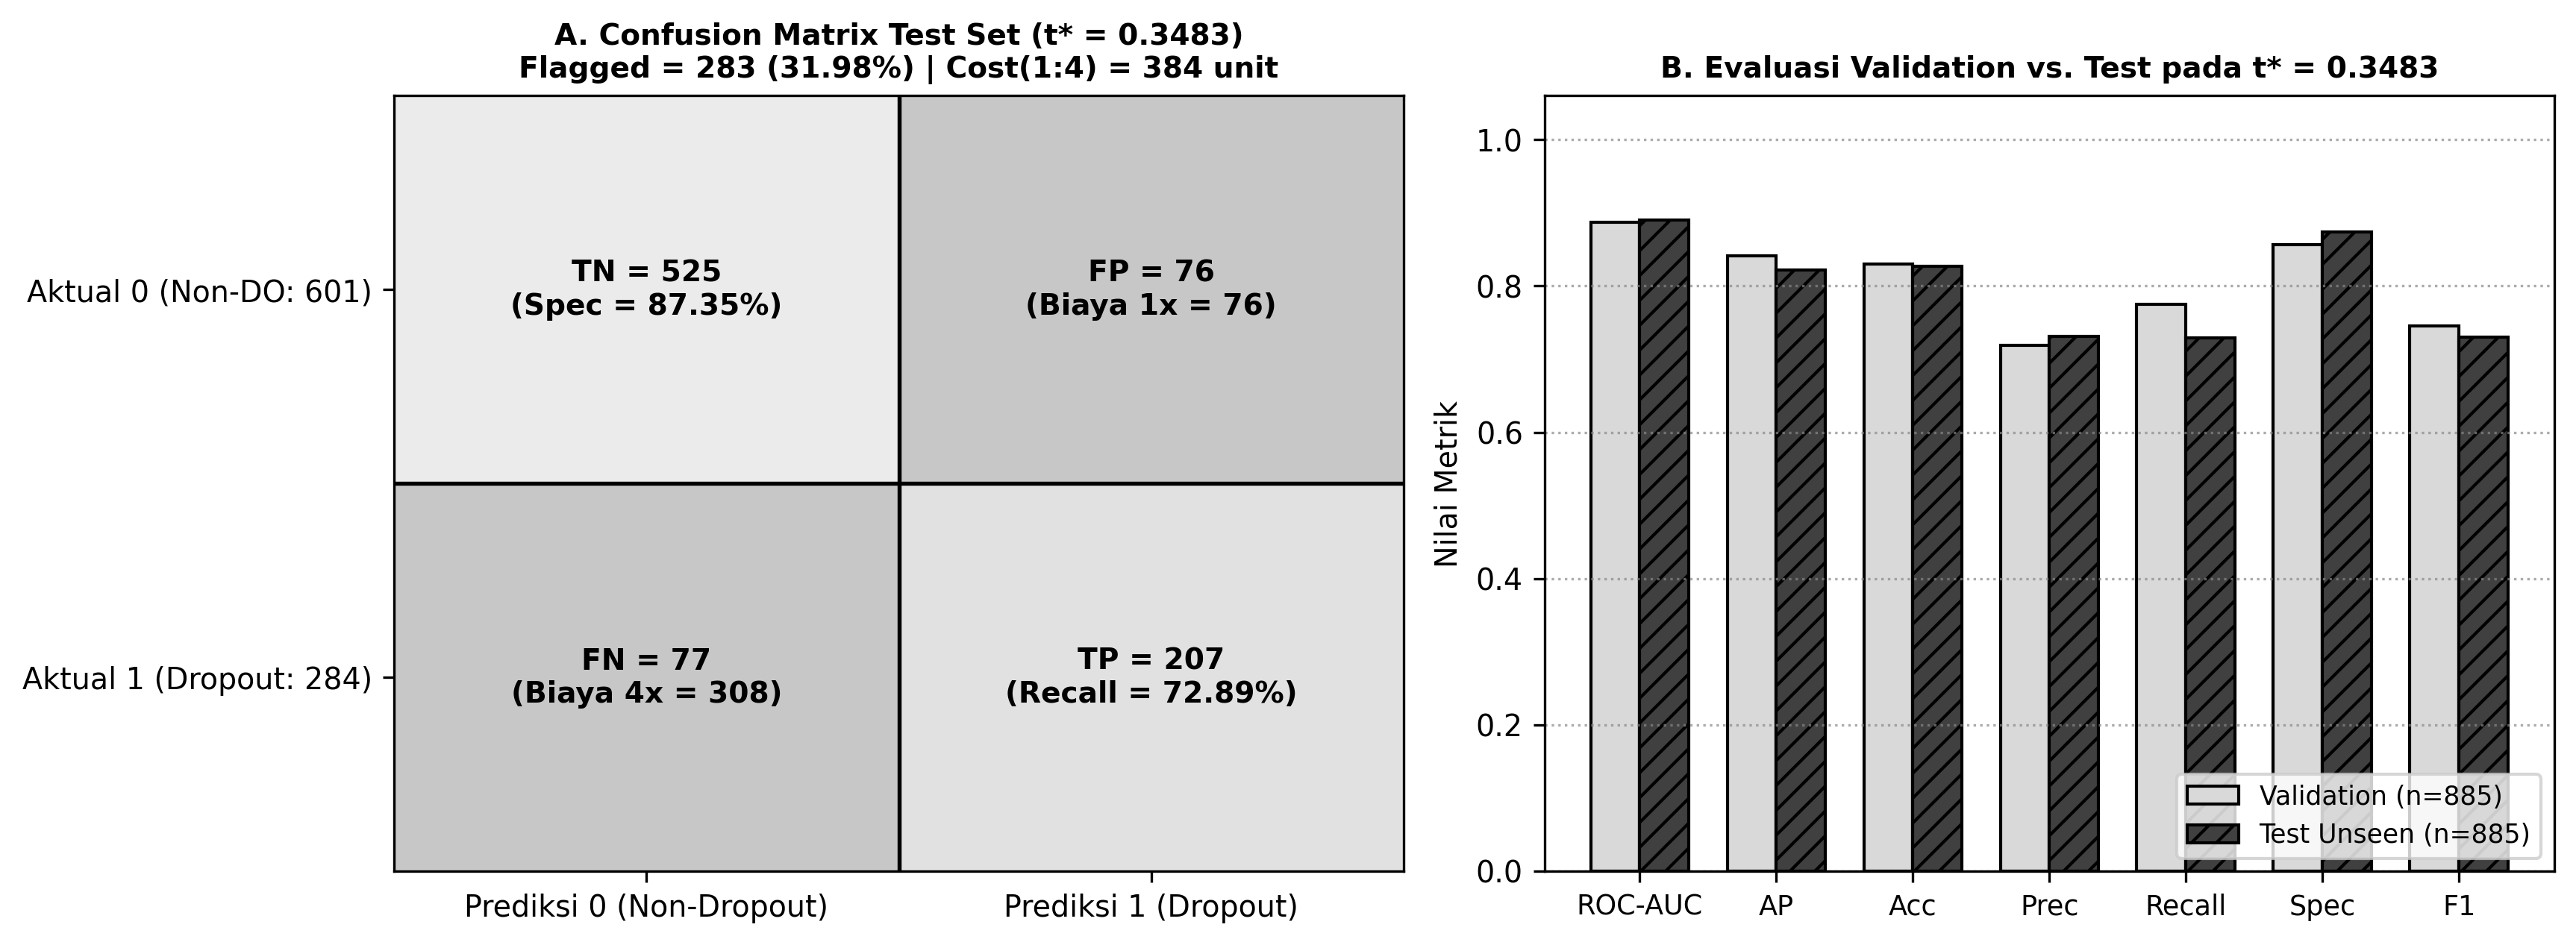 A. Confusion Matrix Test Set (t* = 0.3483)
Flagged = 283 (31.98%) | Cost(1:4) = 384 unit
Aktual 0 (Non-DO: 601)
TN = 525
(Spec = 87.35%)
FP = 76
(Biaya 1x = 76)
Aktual 1 (Dropout: 284)
FN = 77
(Biaya 4x = 308)
TP = 207
(Recall = 72.89%)
Prediksi 0 (Non-Dropout)
Prediksi 1 (Dropout)
B. Evaluasi Validation vs. Test pada t* = 0.3483
Nilai Metrik
1.0
0.8
0.6
0.4
0.2
0.0
Validation (n=885)
Test Unseen (n=885)
ROC-AUC
AP
Acc
Prec
Recall
Spec
F1